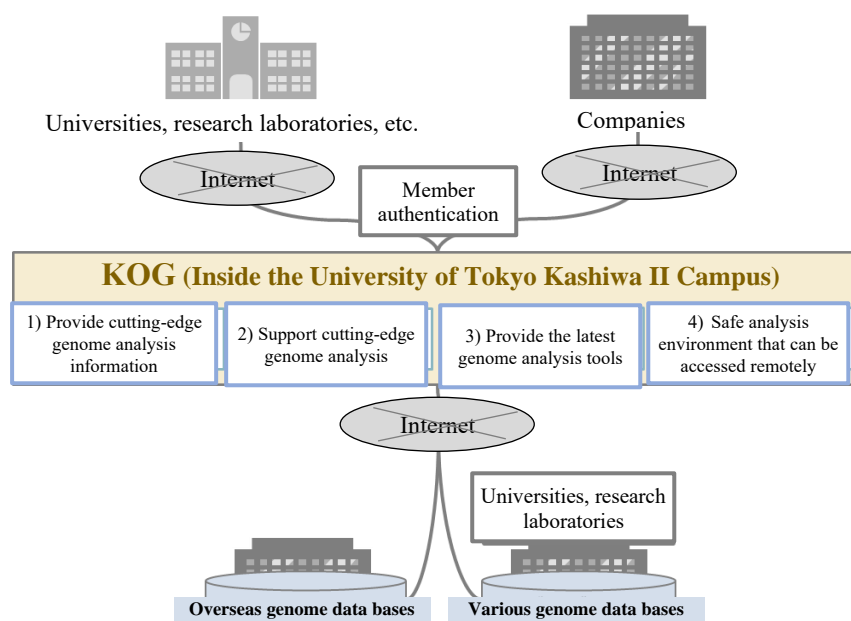 Universities, research laboratories, etc.
Companies
Internet
Internet
Member
authentication
KOG (Inside the University of Tokyo Kashiwa II Campus)
1) Provide cutting-edge
genome analysis
information
2) Support cutting-edge
genome analysis
3) Provide the latest
genome analysis tools
4) Safe analysis
environment that can be
accessed remotely
Internet
Universities, research
laboratories
Overseas genome data bases
Various genome data bases